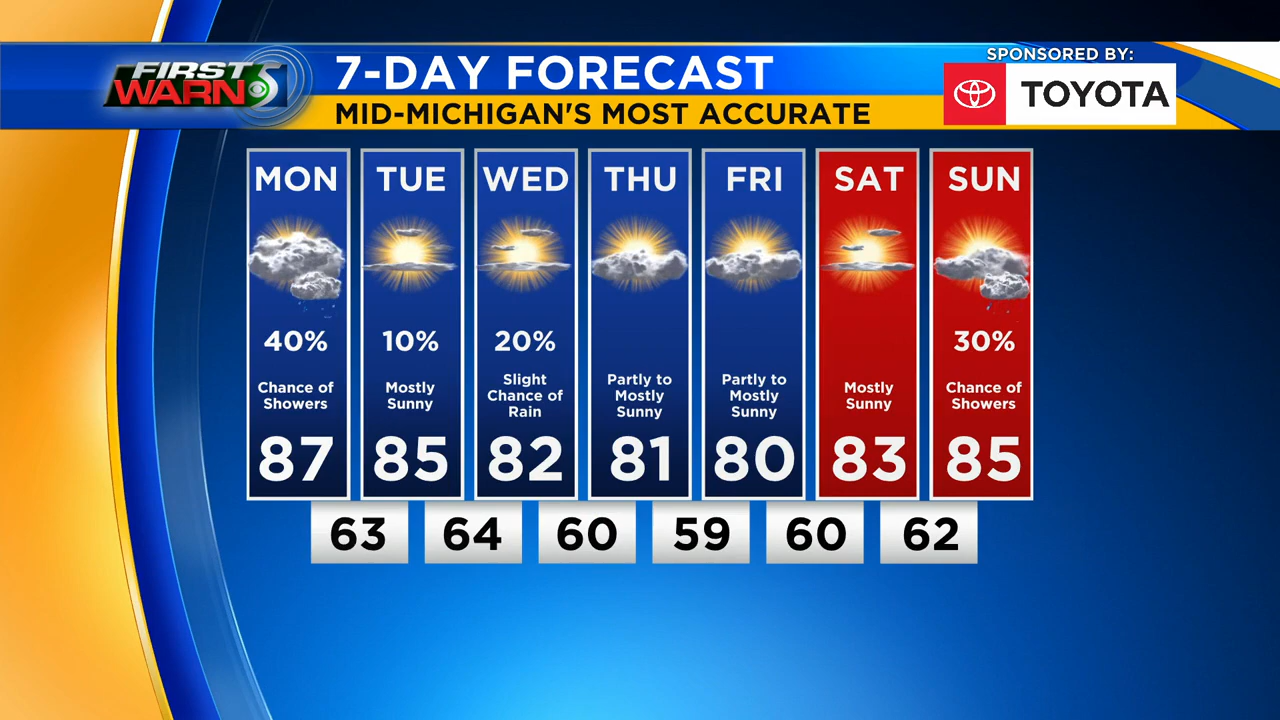 FIRST
WARN 5
7-DAY FORECAST
MID-MICHIGAN'S MOST ACCURATE
SPONSORED BY:
TOYOTA
MON TUE WED THU FRI SAT SUN
40% 10% 20% 30%
Chance of Showers
Mostly Sunny
Slight Chance of Rain
Partly to Mostly Sunny
Partly to Mostly Sunny
Mostly Sunny
Chance of Showers
87 85 82 81 80 83 85
63 64 60 59 60 62